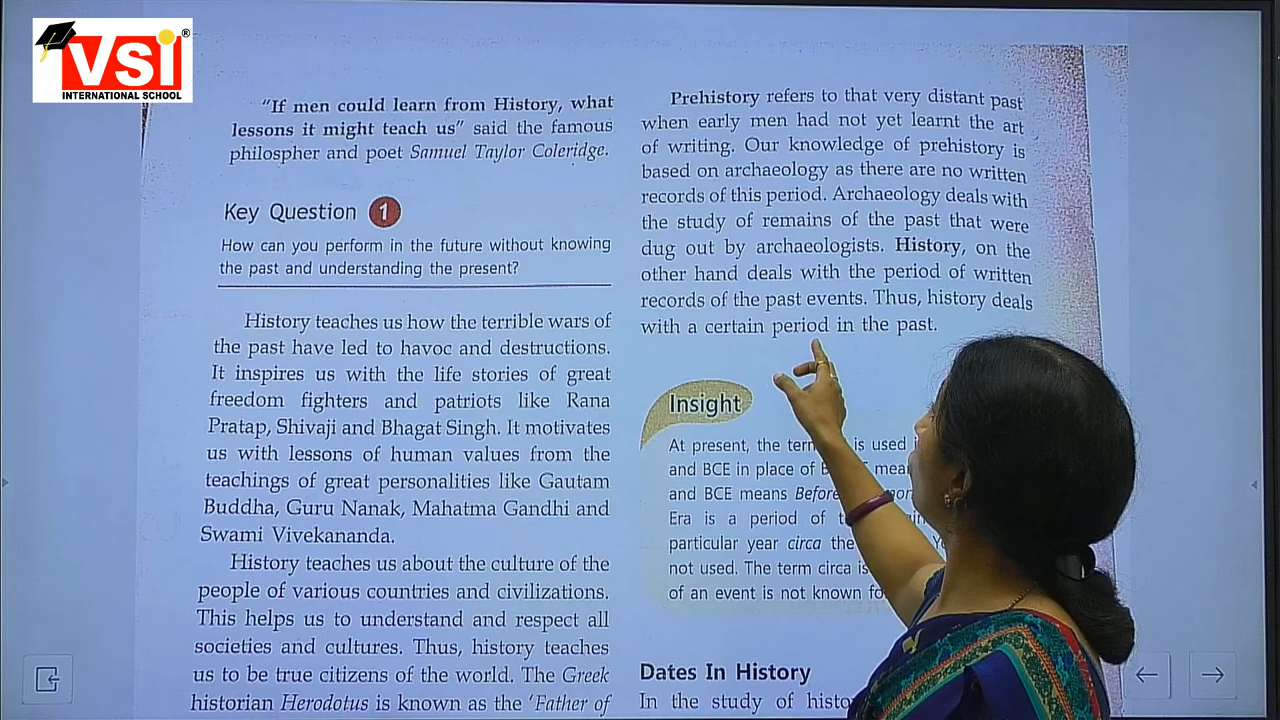 VSI
®
INTERNATIONAL SCHOOL
"If men could learn from History, what
lessons it might teach us" said the famous
philospher and poet Samuel Taylor Coleridge.
Key Question 1
How can you perform in the future without knowing
the past and understanding the present?
History teaches us how the terrible wars of
the past have led to havoc and destructions.
It inspires us with the life stories of great
freedom fighters and patriots like Rana
Pratap, Shivaji and Bhagat Singh. It motivates
us with lessons of human values from the
teachings of great personalities like Gautam
Buddha, Guru Nanak, Mahatma Gandhi and
Swami Vivekananda.
History teaches us about the culture of the
people of various countries and civilizations.
This helps us to understand and respect all
societies and cultures. Thus, history teaches
us to be true citizens of the world. The Greek
historian Herodotus is known as the 'Father of
Prehistory refers to that very distant past
when early men had not yet learnt the art
of writing. Our knowledge of prehistory is
based on archaeology as there are no written
records of this period. Archaeology deals with
the study of remains of the past that were
dug out by archaeologists. History, on the
other hand deals with the period of written
records of the past events. Thus, history deals
with a certain period in the past.
Insight
At present, the term is used
and BCE in place of
and BCE means Before
Era is a period of
particular year circa the
not used. The term circa is
of an event is not known
Dates In History
In the study of